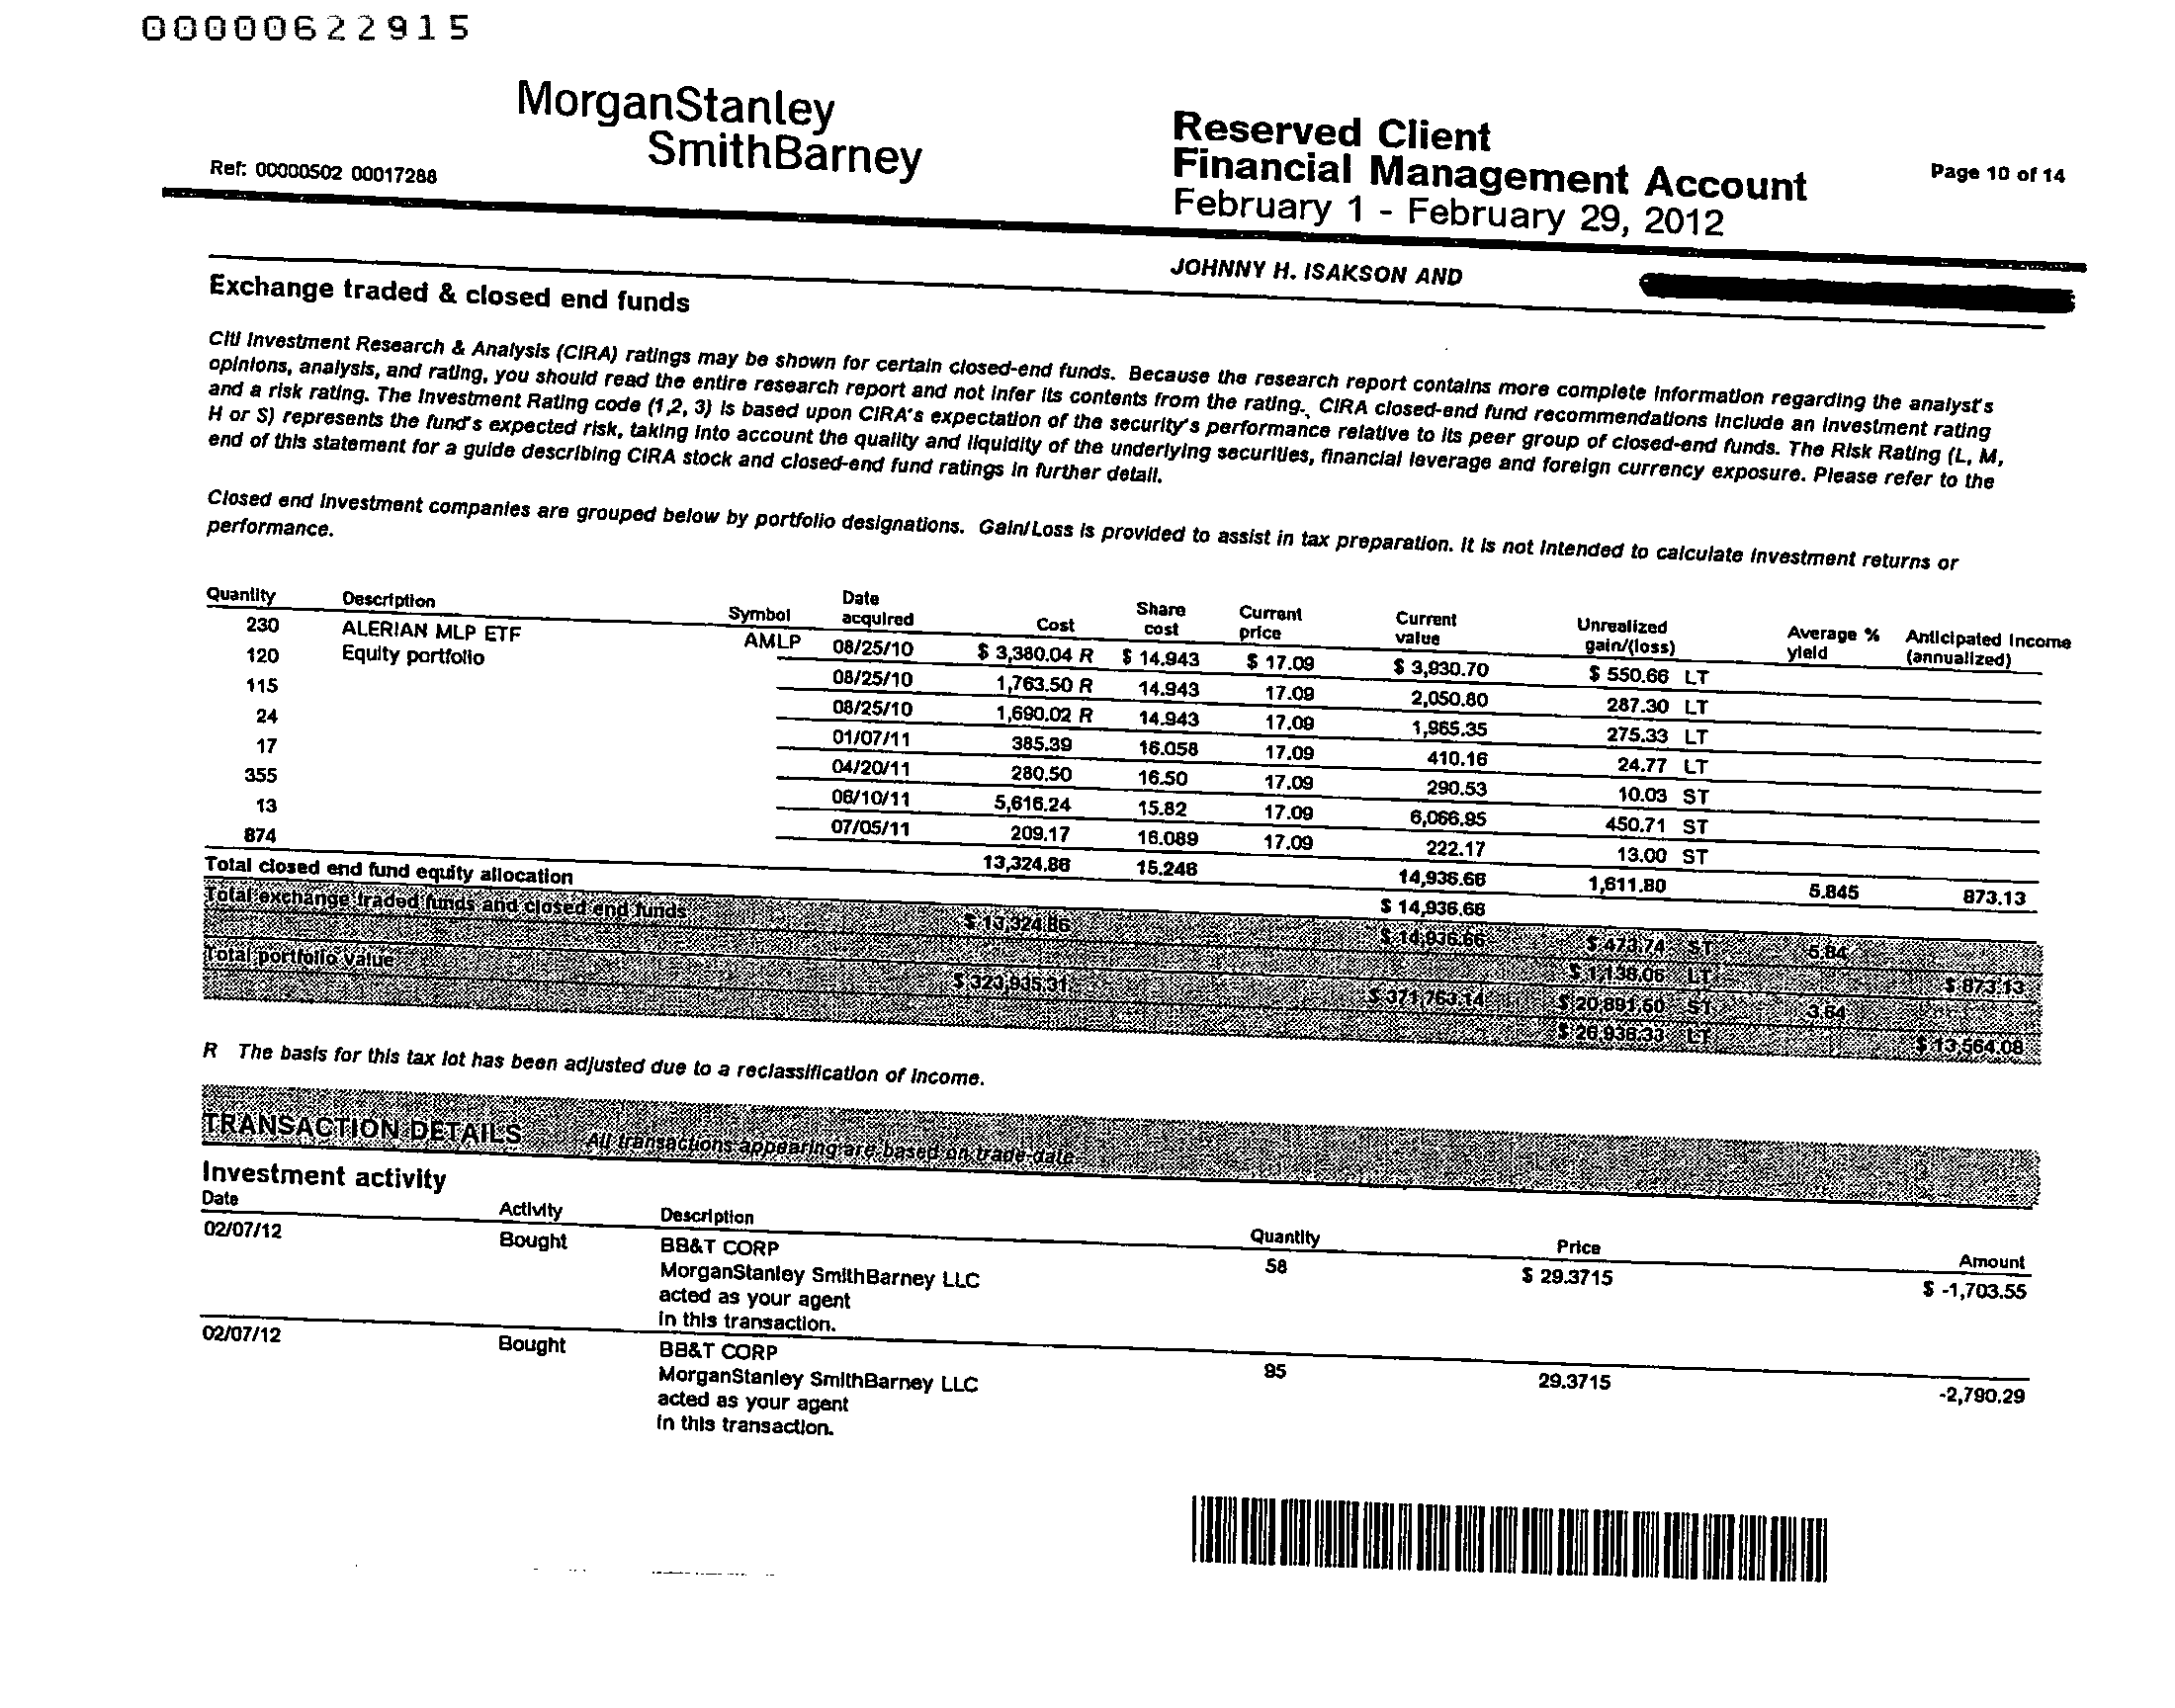 00000622915
MorganStanley
SmithBarney
Ref: 00000502 00017288
Reserved Client
Financial Management Account
February 1 - February 29, 2012
Page 10 of 14
JOHNNY H. ISAKSON AND
Exchange traded & closed end funds
Citi Investment Research & Analysis (CIRA) ratings may be shown for certain closed-end funds. Because the research report contains more complete information regarding the analyst's
opinions, analysis, and rating, you should read the entire research report and not infer its contents from the rating. CIRA closed-end fund recommendations include an investment rating
and a risk rating. The Investment Rating code (1,2, 3) is based upon CIRA's expectation of the security's performance relative to its peer group of closed-end funds. The Risk Rating (L, M,
H or S) represents the fund's expected risk, taking into account the quality and liquidity of the underlying securities, financial leverage and foreign currency exposure. Please refer to the
end of this statement for a guide describing CIRA stock and closed-end fund ratings in further detail.
Closed end investment companies are grouped below by portfolio designations. Gain/Loss is provided to assist in tax preparation. It is not intended to calculate investment returns or
performance.
Quantity Description Symbol Date acquired Cost Share cost Current price Current value Unrealized gain/(loss) Average % yield Anticipated Income (annualized)
230 ALERIAN MLP ETF AMLP 08/25/10 $ 3,380.04 R $ 14.943 $ 17.09 $ 3,930.70 $ 550.66 LT
120 Equity portfolio 08/25/10 1,763.50 R 14.943 17.09 2,050.80 287.30 LT
115 08/25/10 1,690.02 R 14.943 17.09 1,965.35 275.33 LT
24 01/07/11 385.39 16.058 17.09 410.16 24.77 LT
17 04/20/11 280.50 16.50 17.09 290.53 10.03 ST
355 06/10/11 5,616.24 15.82 17.09 6,066.95 450.71 ST
13 07/05/11 209.17 16.089 17.09 222.17 13.00 ST
874 13,324.86 15.246 14,936.66 1,611.80 5.845 873.13
Total closed end fund equity allocation $ 14,936.66
Total exchange traded funds and closed end funds $ 13,324.86 $ 14,936.66 $ 473.74 ST 5.84
$ 1,138.06 LT $ 873.13
Total portfolio value $ 323,935.31 $ 371,763.14 $ 20,891.50 ST 3.64
$ 26,936.33 LT $ 13,564.08
R The basis for this tax lot has been adjusted due to a reclassification of income.
TRANSACTION DETAILS All transactions appearing are based on trade-date.
Investment activity
Date Activity Description Quantity Price Amount
02/07/12 Bought BB&T CORP 58 $ 29.3715 $ -1,703.55
MorganStanley SmithBarney LLC
acted as your agent
in this transaction.
02/07/12 Bought BB&T CORP 95 29.3715 -2,790.29
MorganStanley SmithBarney LLC
acted as your agent
in this transaction.